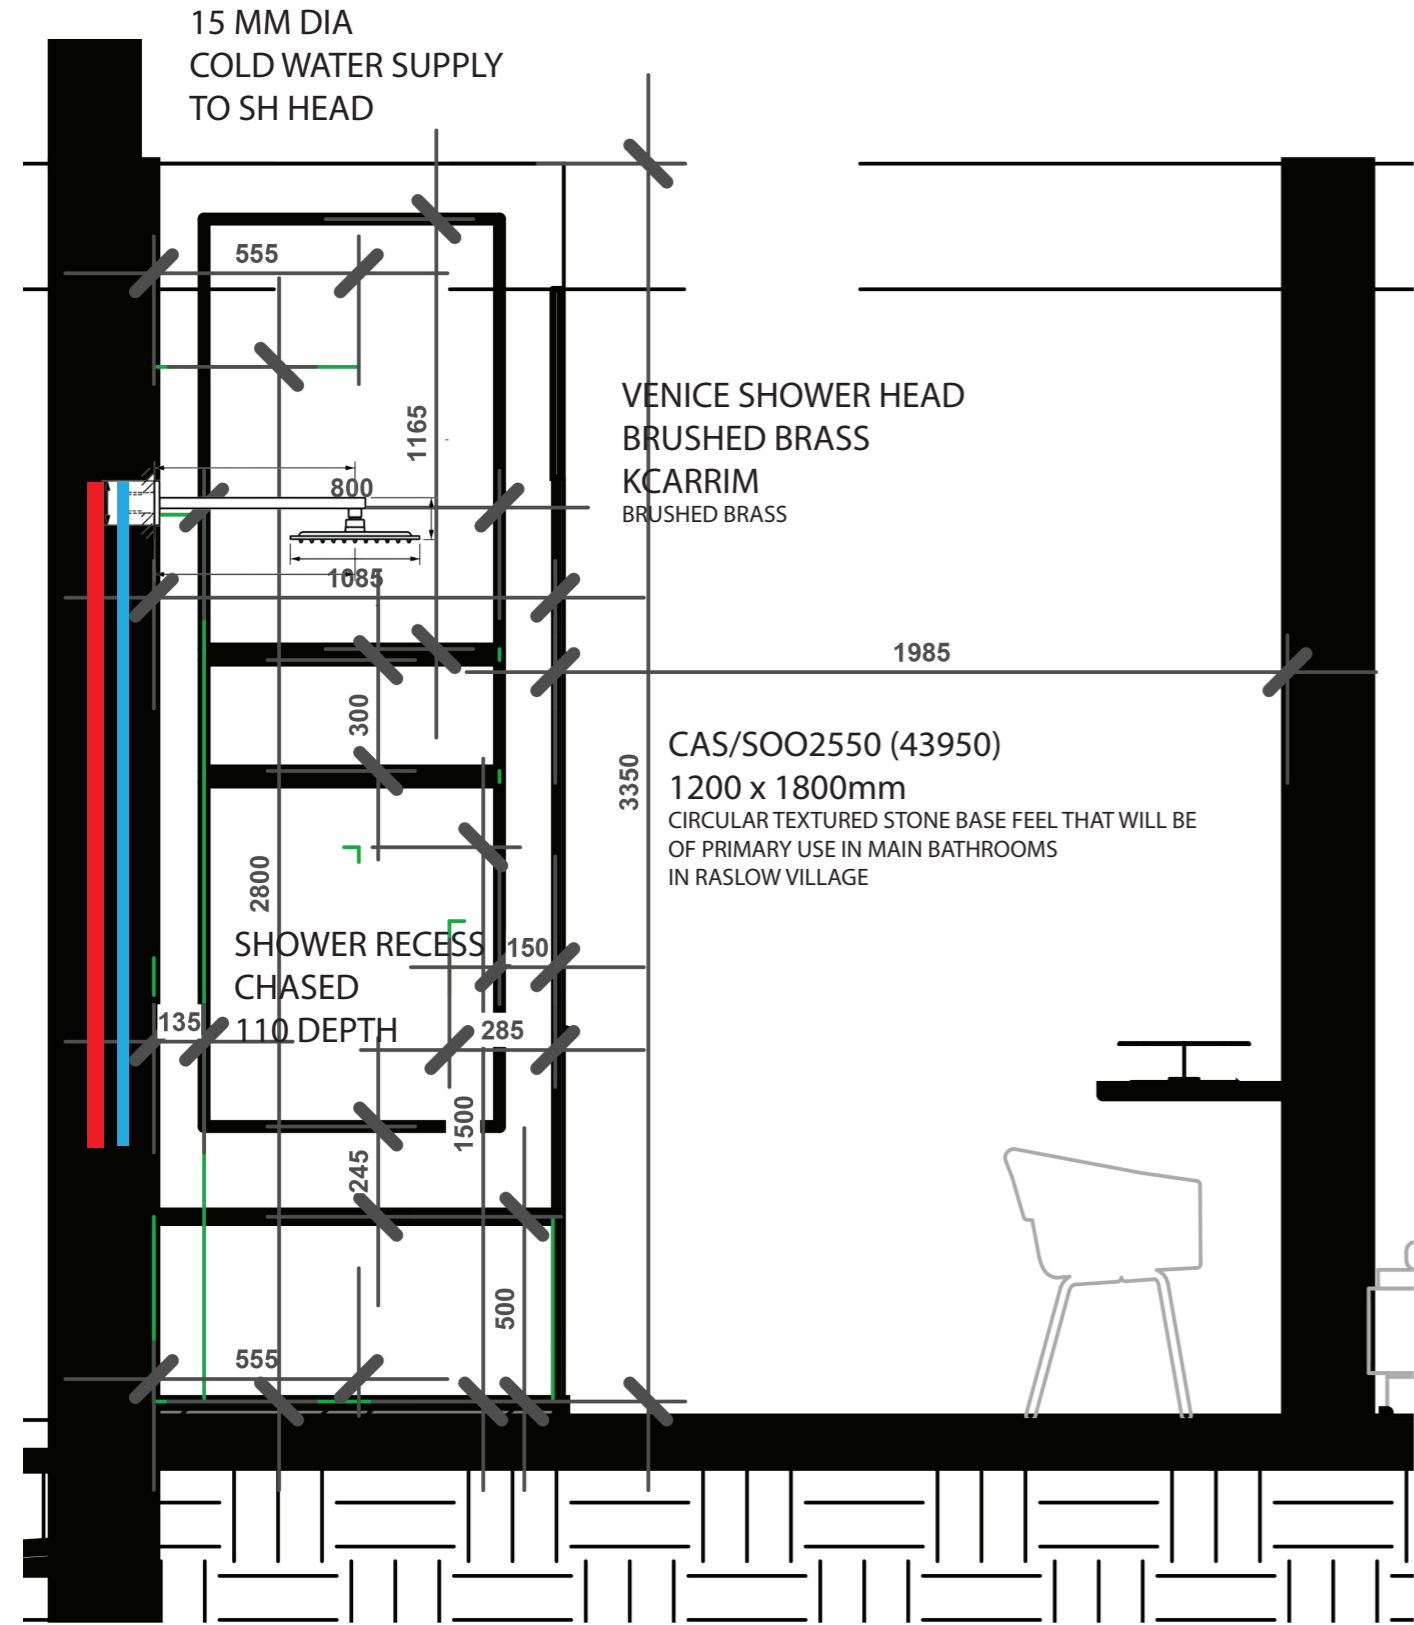 15 MM DIA
COLD WATER SUPPLY
TO SH HEAD
555
1165
VENICE SHOWER HEAD
BRUSHED BRASS
KCARRIM
BRUSHED BRASS
800
1085
1985
300
3350
CAS/SOO2550 (43950)
1200 x 1800mm
CIRCULAR TEXTURED STONE BASE FEEL THAT WILL BE
OF PRIMARY USE IN MAIN BATHROOMS
IN RASLOW VILLAGE
2800
SHOWER RECESS
CHASED
110 DEPTH
150
135
285
1500
245
500
555